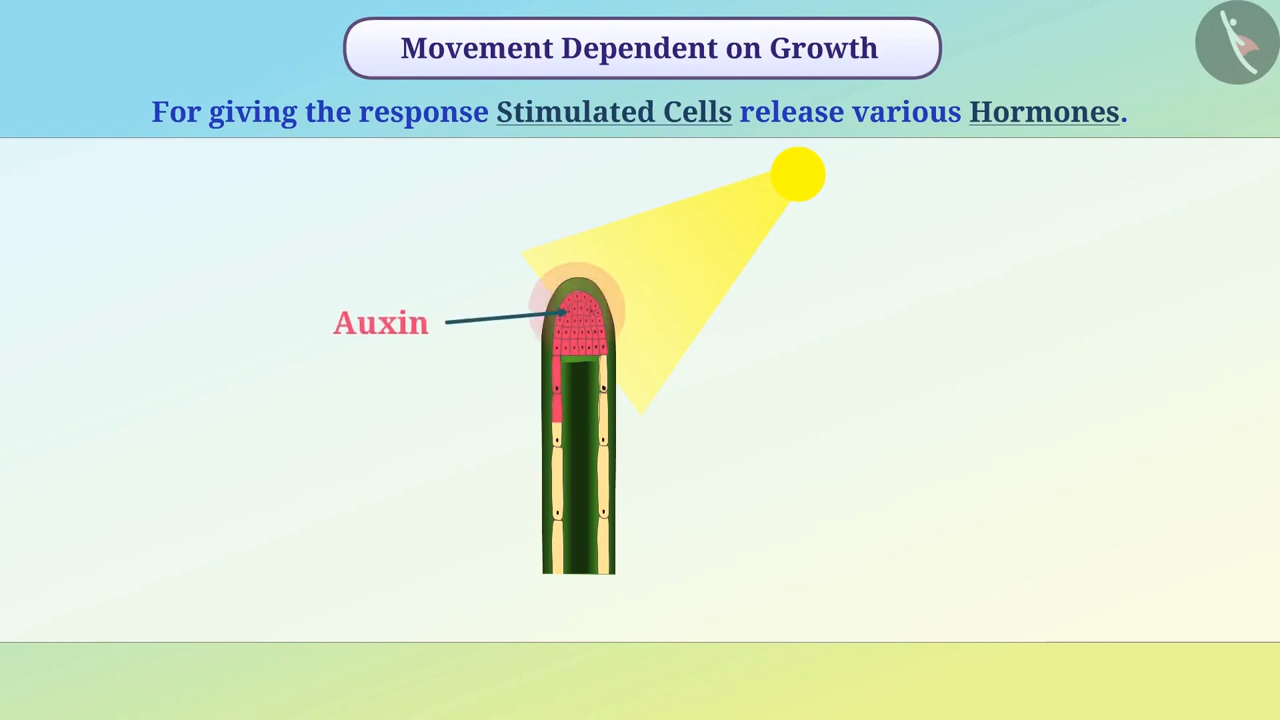 Movement Dependent on Growth
For giving the response Stimulated Cells release various Hormones.
Auxin